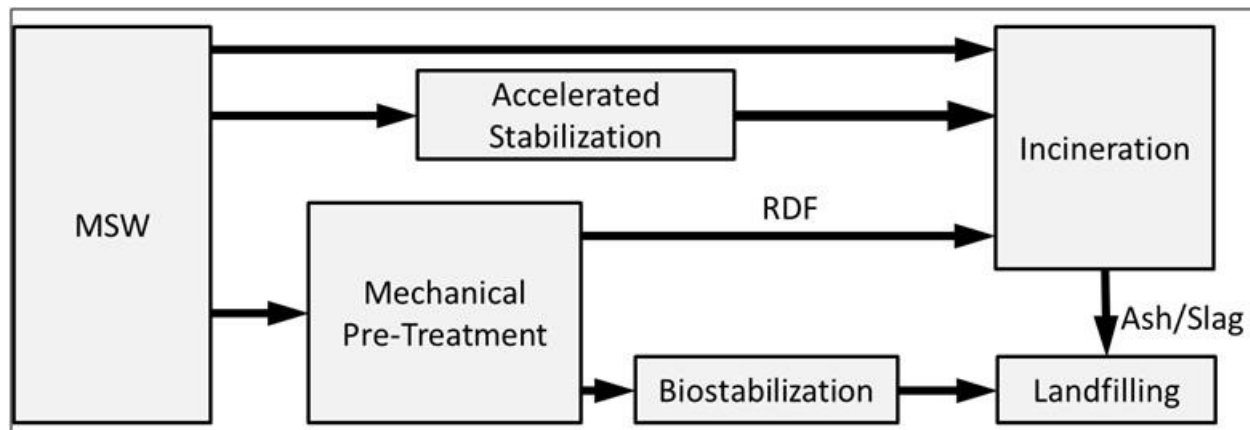 Accelerated
Stabilization
Incineration
MSW
RDF
Mechanical
Pre-Treatment
Ash/Slag
Biostabilization
Landfilling